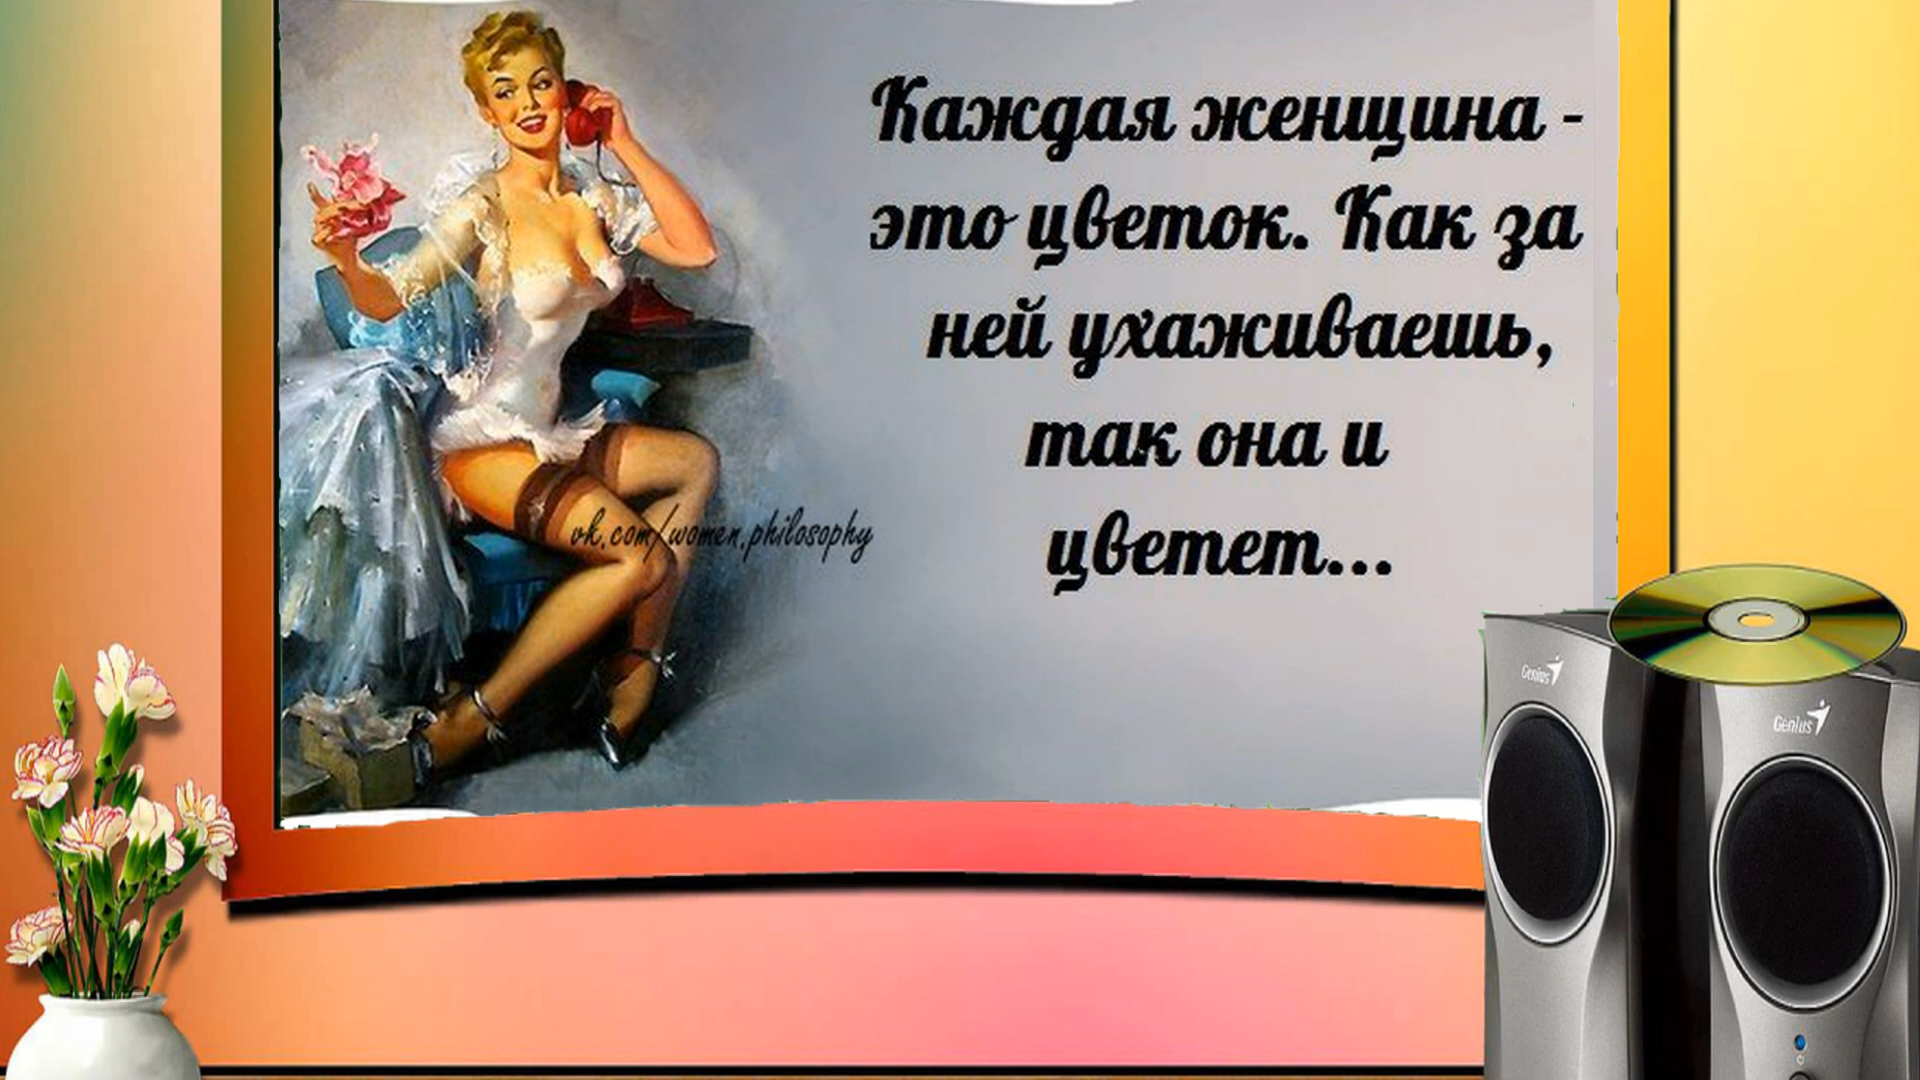 Каждая женщина -
это цветок. Как за
ней ухаживаешь,
так она и
цветет...
vk.com/women.philosophy
Genius
Genius